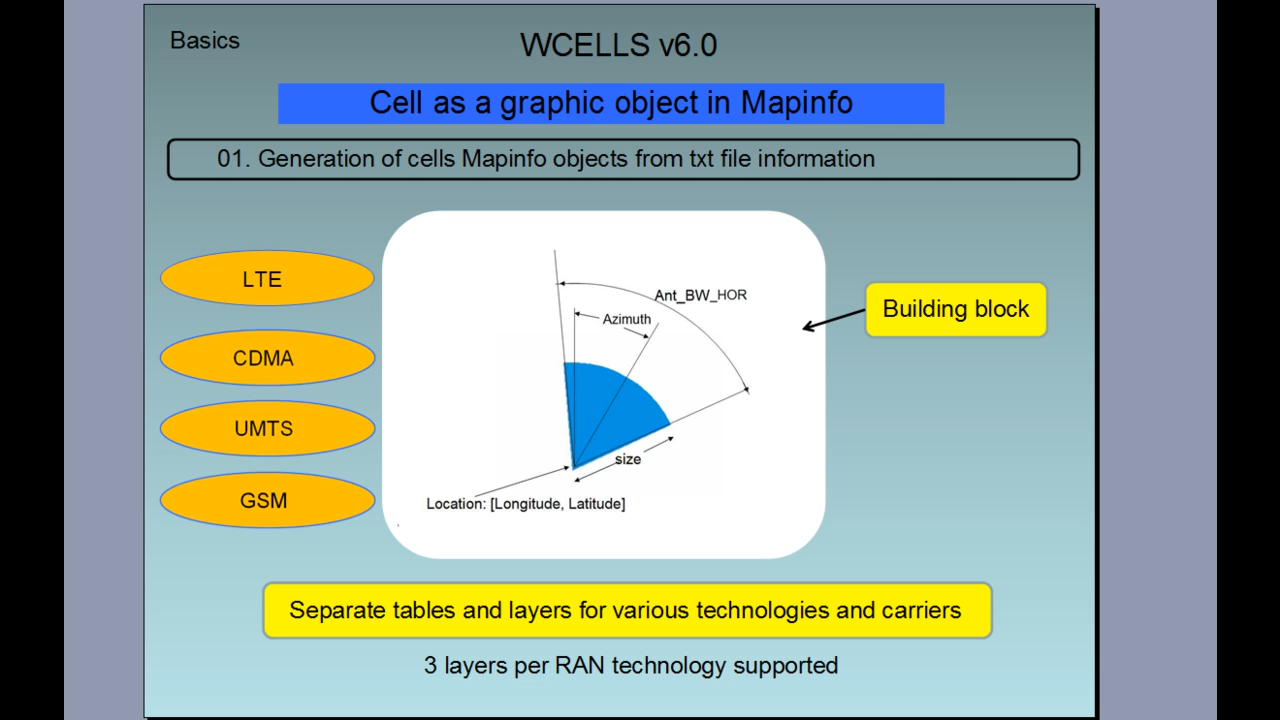 Basics
WCELLS v6.0
Cell as a graphic object in Mapinfo
01. Generation of cells Mapinfo objects from txt file information
LTE
CDMA
UMTS
GSM
Ant_BW_HOR
Azimuth
size
Location: [Longitude, Latitude]
Building block
Separate tables and layers for various technologies and carriers
3 layers per RAN technology supported